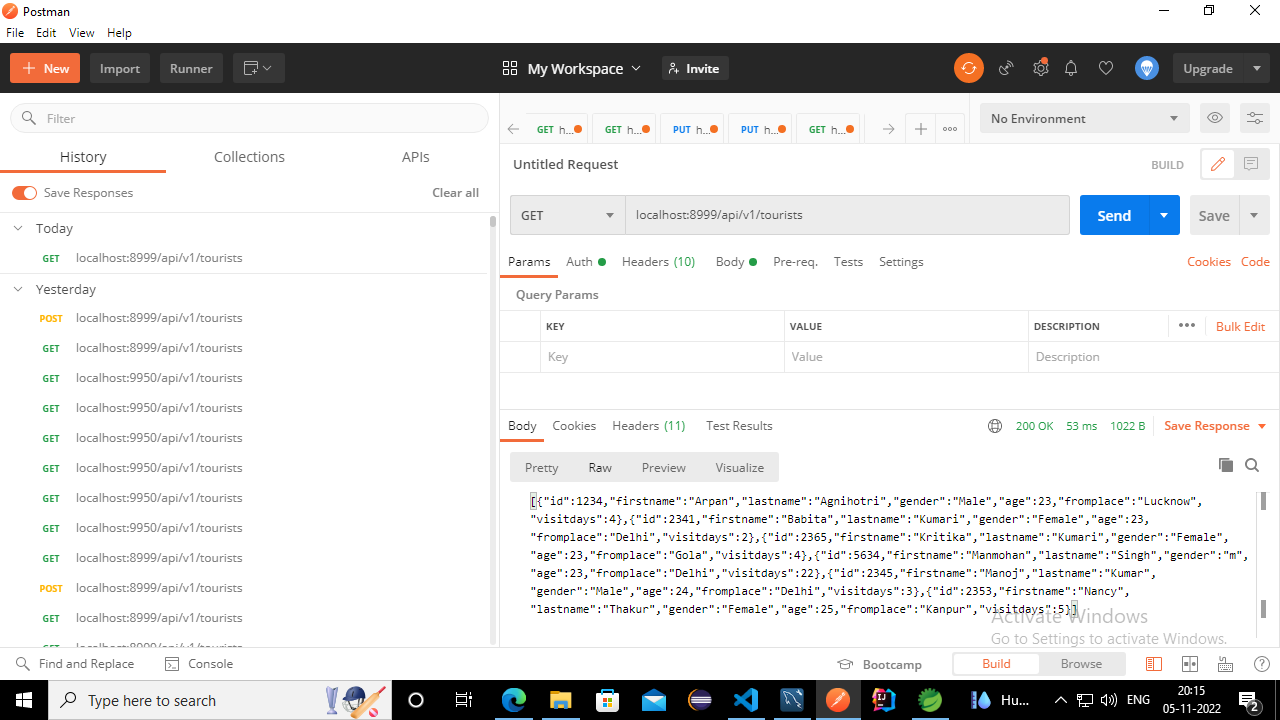 Postman
File Edit View Help
New Import Runner My Workspace Invite Upgrade
Filter
History Collections APIs
Save Responses Clear all
Today
GET localhost:8999/api/v1/tourists
Yesterday
POST localhost:8999/api/v1/tourists
GET localhost:8999/api/v1/tourists
GET localhost:9950/api/v1/tourists
GET localhost:9950/api/v1/tourists
GET localhost:9950/api/v1/tourists
GET localhost:9950/api/v1/tourists
GET localhost:9950/api/v1/tourists
GET localhost:9950/api/v1/tourists
GET localhost:8999/api/v1/tourists
POST localhost:8999/api/v1/tourists
GET localhost:8999/api/v1/tourists
GET localhost:8999/api/v1/tourists
GET h... GET h... PUT h... PUT h... GET h...
No Environment
Untitled Request BUILD
GET localhost:8999/api/v1/tourists Send Save
Params Auth Headers (10) Body Pre-req. Tests Settings Cookies Code
Query Params
KEY VALUE DESCRIPTION ••• Bulk Edit
Key Value Description
Body Cookies Headers (11) Test Results 200 OK 53 ms 1022 B Save Response
Pretty Raw Preview Visualize
[{"id":1234,"firstname":"Arpan","lastname":"Agnihotri","gender":"Male","age":23,"fromplace":"Lucknow",
"visitdays":4},{"id":2341,"firstname":"Babita","lastname":"Kumari","gender":"Female","age":23,
"fromplace":"Delhi","visitdays":2},{"id":2365,"firstname":"Kritika","lastname":"Kumari","gender":"Female",
"age":23,"fromplace":"Gola","visitdays":4},{"id":5634,"firstname":"Manmohan","lastname":"Singh","gender":"m",
"age":23,"fromplace":"Delhi","visitdays":22},{"id":2345,"firstname":"Manoj","lastname":"Kumar",
"gender":"Male","age":24,"fromplace":"Delhi","visitdays":3},{"id":2353,"firstname":"Nancy",
"lastname":"Thakur","gender":"Female","age":25,"fromplace":"Kanpur","visitdays":5}]
Activate Windows
Go to Settings to activate Windows.
Find and Replace Console Bootcamp Build Browse
Type here to search Hu... ENG 20:15
05-11-2022 2